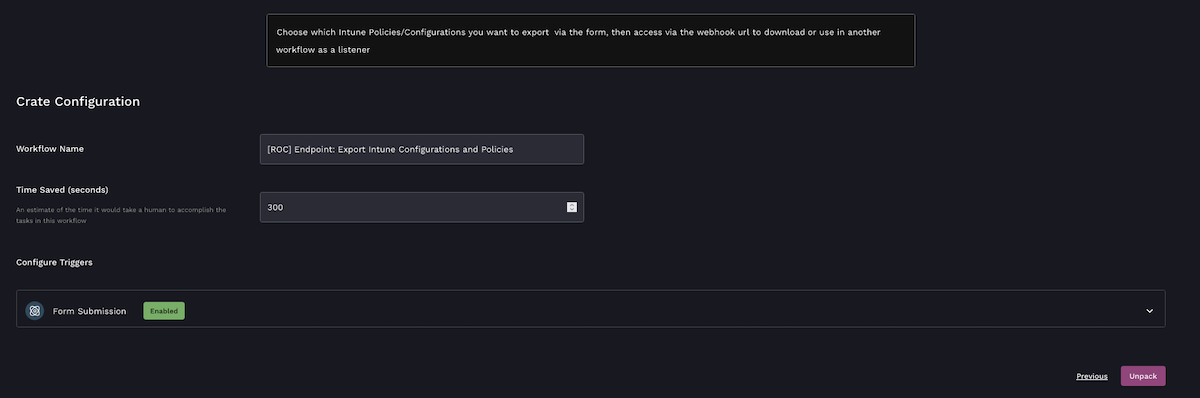 Choose which Intune Policies/Configurations you want to export  via the form, then access via the webhook url to download or use in another
workflow as a listener
Crate Configuration
Workflow Name
[ROC] Endpoint: Export Intune Configurations and Policies
Time Saved (seconds)
An estimate of the time it would take a human to accomplish the
tasks in this workflow
300
Configure Triggers
Form Submission
Enabled
Previous
Unpack